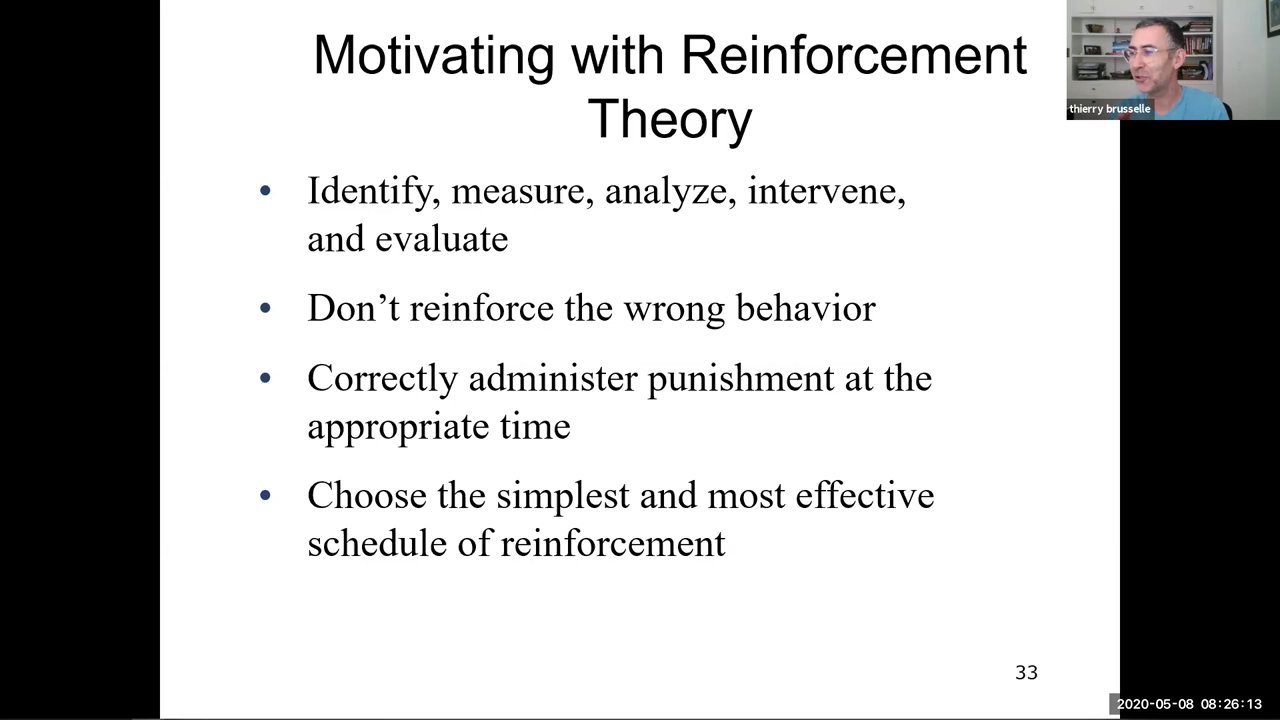 Motivating with Reinforcement
Theory
thierry brusselle
• Identify, measure, analyze, intervene,
and evaluate
• Don’t reinforce the wrong behavior
• Correctly administer punishment at the
appropriate time
• Choose the simplest and most effective
schedule of reinforcement
33
2020-05-08 08:26:13